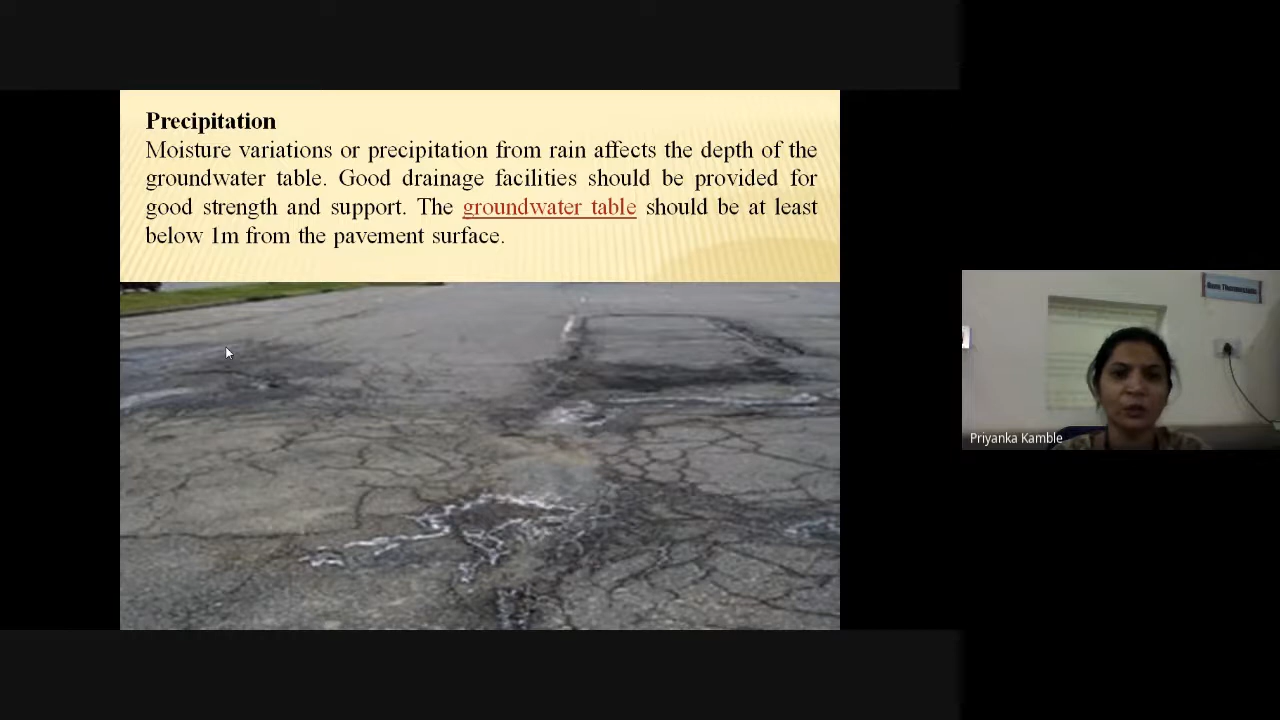 Precipitation
Moisture variations or precipitation from rain affects the depth of the
groundwater table. Good drainage facilities should be provided for
good strength and support. The groundwater table should be at least
below 1m from the pavement surface.
Priyanka Kamble